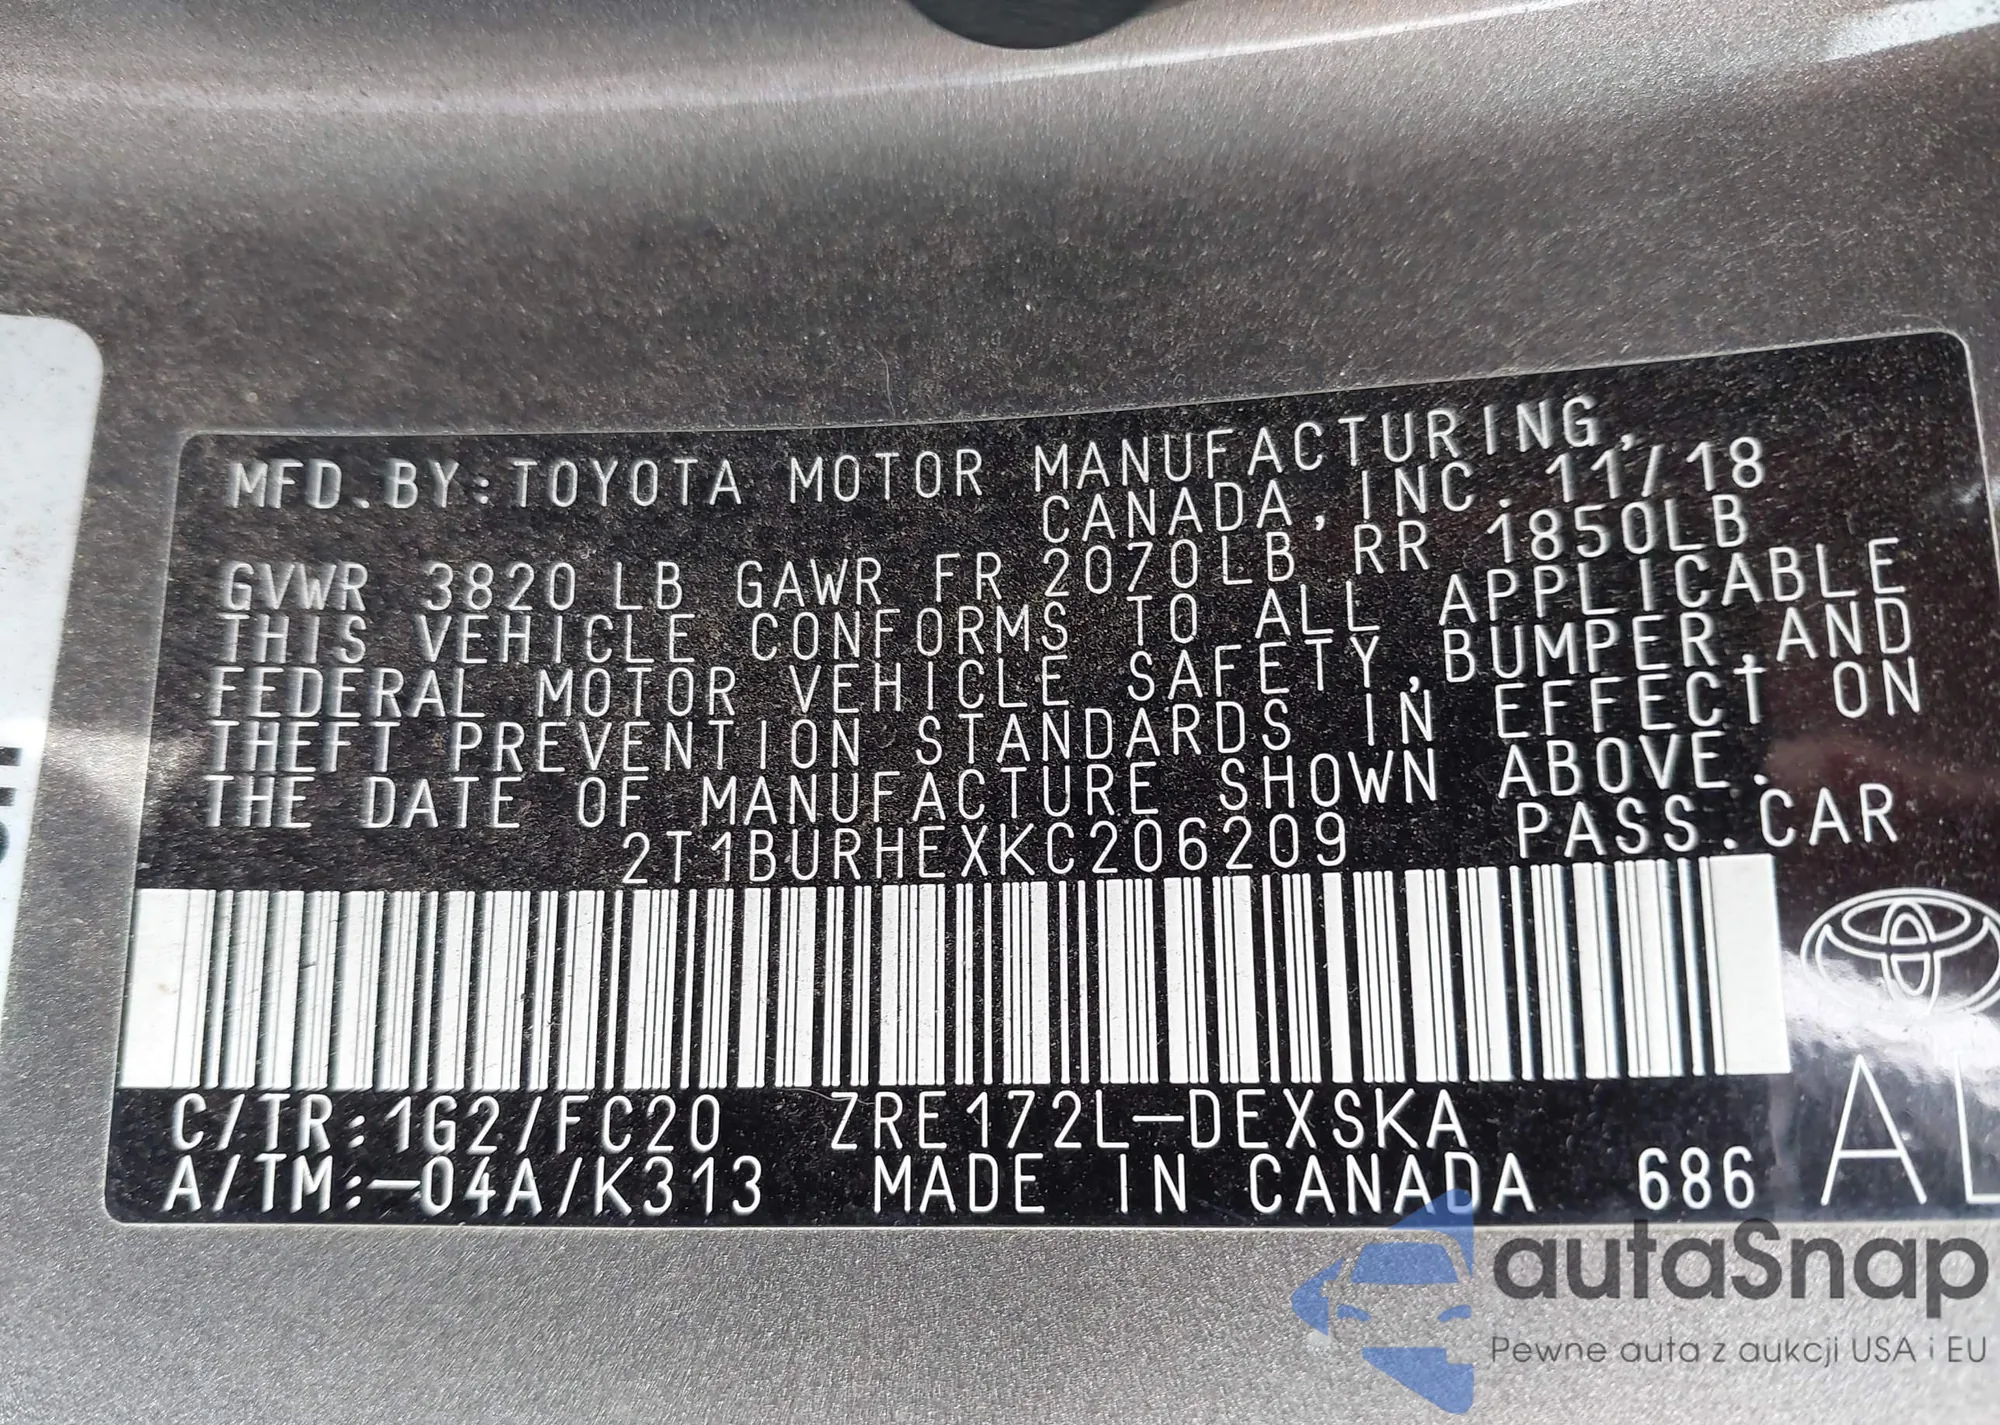 MFD.BY:TOYOTA MOTOR MANUFACTURING,
CANADA,INC. 11/18
GVWR 3820LB GAWR FR 2070LB RR 1850LB
THIS VEHICLE CONFORMS TO ALL APPLICABLE
FEDERAL MOTOR VEHICLE SAFETY,BUMPER,AND
THEFT PREVENTION STANDARDS IN EFFECT ON
THE DATE OF MANUFACTURE SHOWN ABOVE.
2T1BURHEXKC206209 PASS.CAR
C/TR:1G2/FC20 ZRE172L-DEXSKA
A/TM:-04A/K313 MADE IN CANADA 686
AL
autaSnap
Pewne auta z aukcji USA i EU